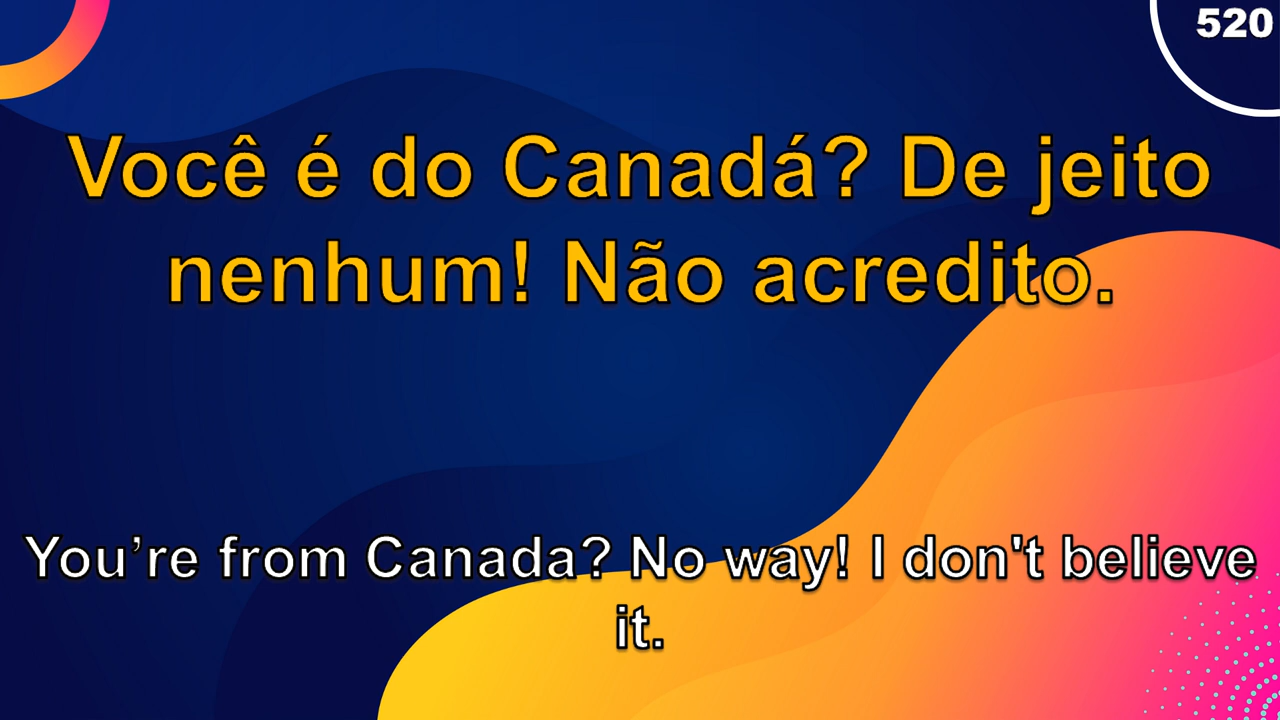 520
Você é do Canadá? De jeito
nenhum! Não acredito.
You’re from Canada? No way! I don't believe
it.